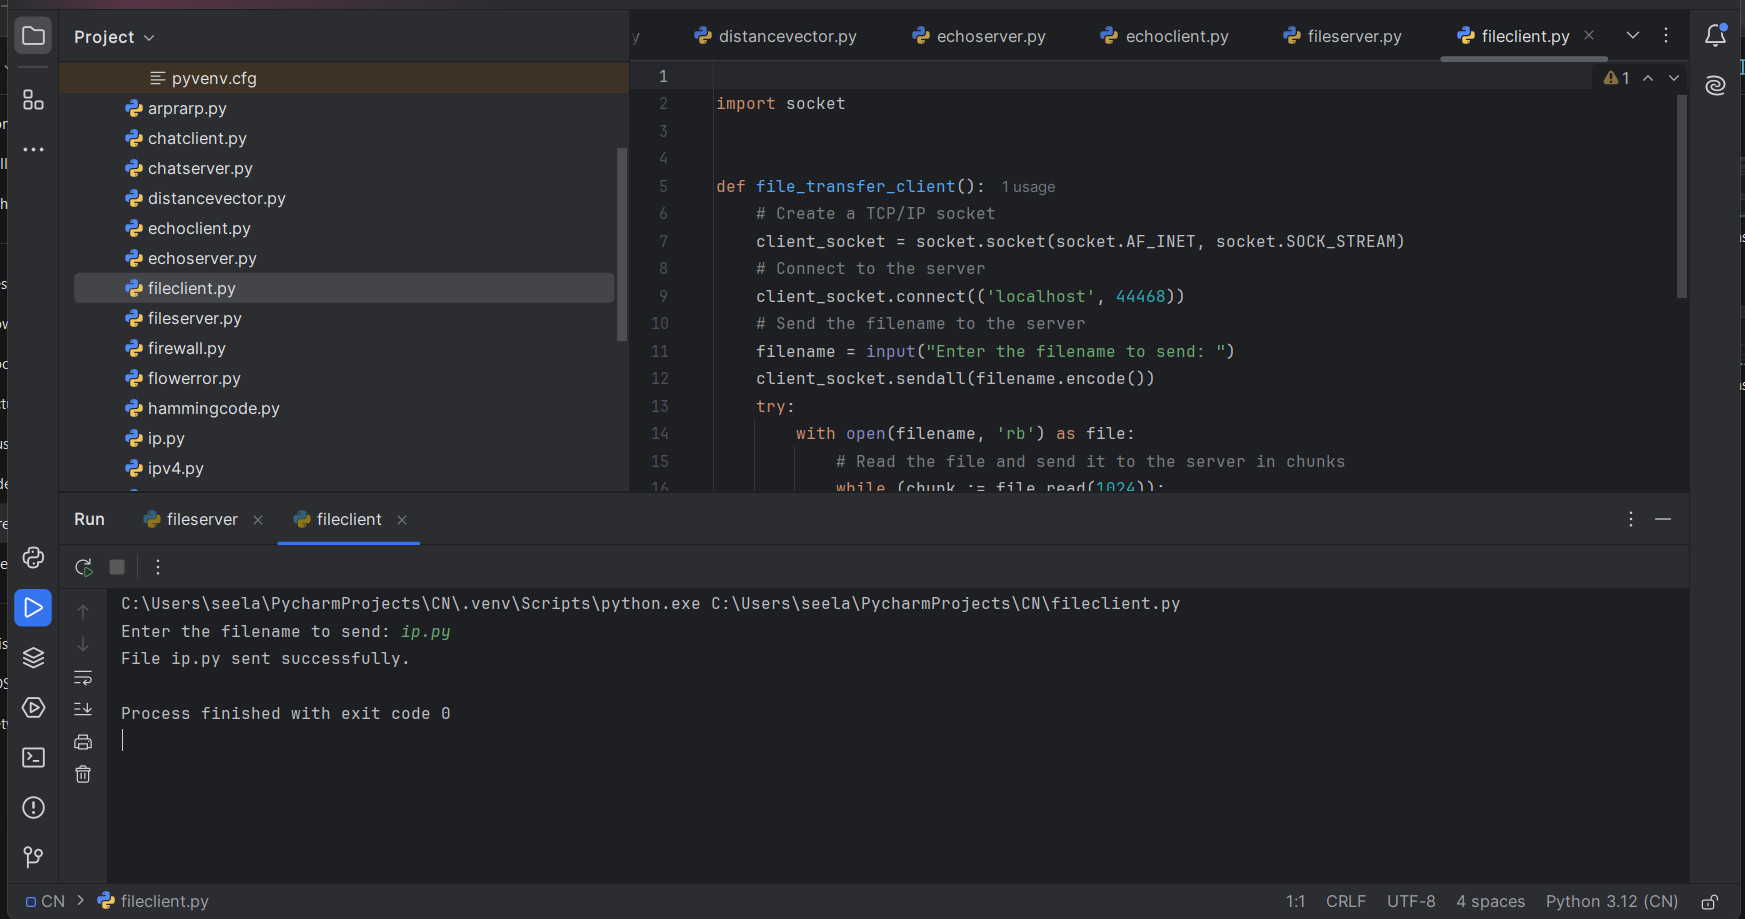 Project
pyvenv.cfg
arprarp.py
chatclient.py
chatserver.py
distancevector.py
echoclient.py
echoserver.py
fileclient.py
fileserver.py
firewall.py
flowerror.py
hammingcode.py
ip.py
ipv4.py
y distancevector.py echoserver.py echoclient.py fileserver.py fileclient.py
1
1
2 import socket
3
4
5 def file_transfer_client(): 1 usage
6 # Create a TCP/IP socket
7 client_socket = socket.socket(socket.AF_INET, socket.SOCK_STREAM)
8 # Connect to the server
9 client_socket.connect(('localhost', 44468))
10 # Send the filename to the server
11 filename = input("Enter the filename to send: ")
12 client_socket.sendall(filename.encode())
13 try:
14 with open(filename, 'rb') as file:
15 # Read the file and send it to the server in chunks
16 while (chunk := file.read(1024)):
Run fileserver fileclient
C:\Users\seela\PycharmProjects\CN\.venv\Scripts\python.exe C:\Users\seela\PycharmProjects\CN\fileclient.py
Enter the filename to send: ip.py
File ip.py sent successfully.
Process finished with exit code 0
CN > fileclient.py
1:1 CRLF UTF-8 4 spaces Python 3.12 (CN)